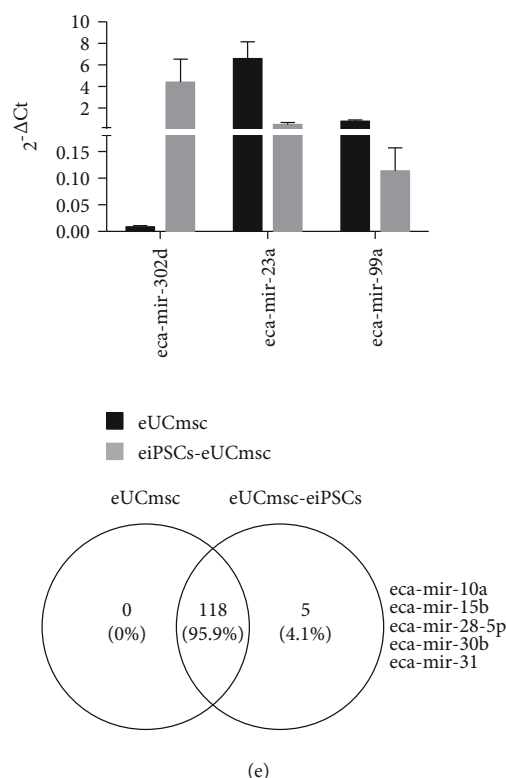 10
8
6
4
2
0.15
0.10
0.05
0.00
2-ΔCt
eca-mir-302d
eca-mir-23a
eca-mir-99a
eUCmsc
eiPSCs-eUCmsc
eUCmsc eUCmsc-eiPSCs
0 118 5
(0%) (95.9%) (4.1%)
eca-mir-10a
eca-mir-15b
eca-mir-28-5p
eca-mir-30b
eca-mir-31
(e)